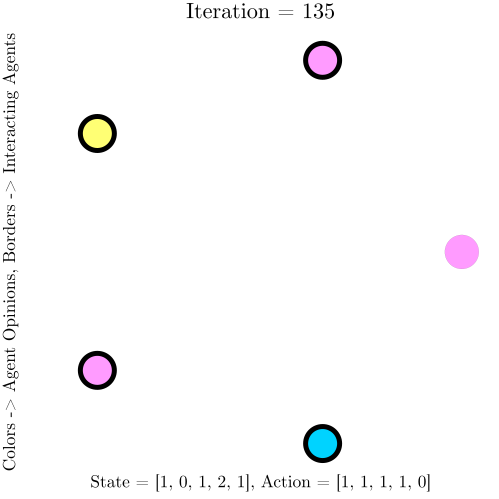 Iteration = 135
Colors -> Agent Opinions, Borders -> Interacting Agents
State = [1, 0, 1, 2, 1], Action = [1, 1, 1, 1, 0]